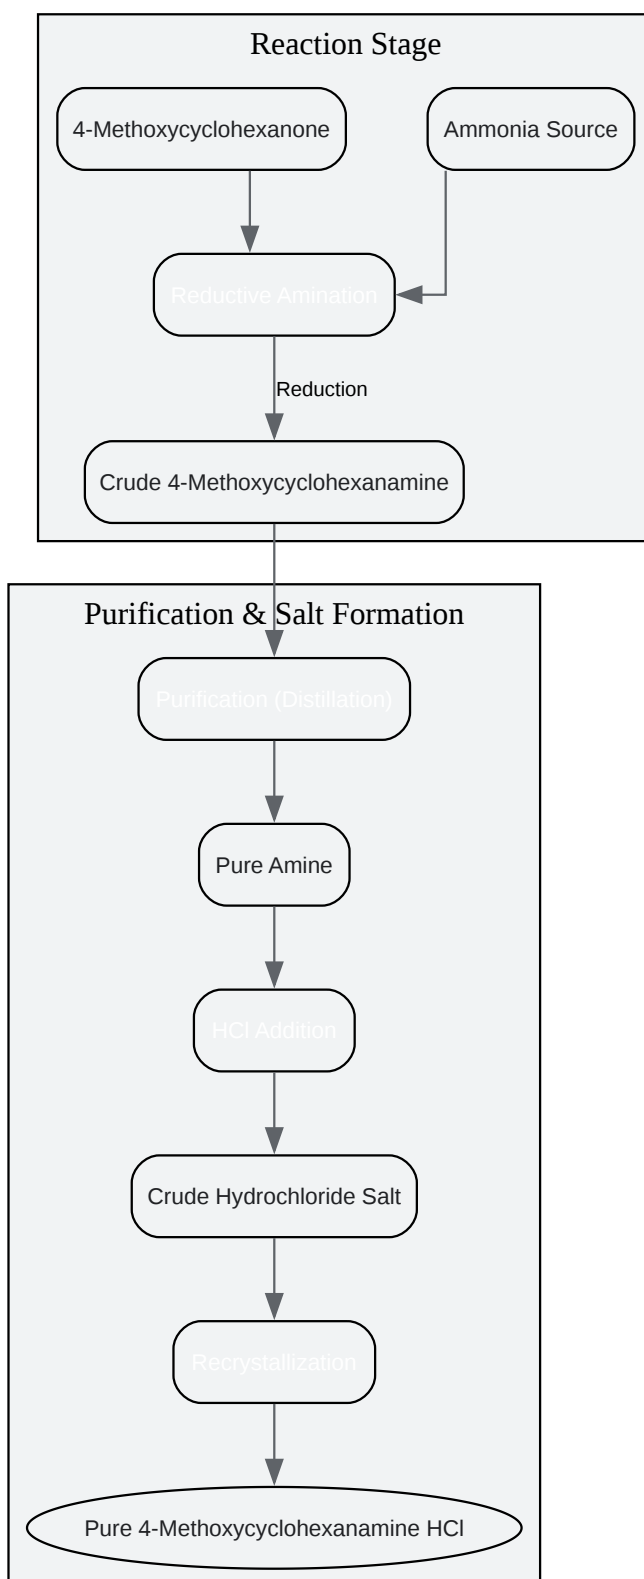 Reaction Stage
4-Methoxycyclohexanone
Ammonia Source
Reductive Amination
Reduction
Crude 4-Methoxycyclohexanamine
Purification & Salt Formation
Purification (Distillation)
Pure Amine
HCl Addition
Crude Hydrochloride Salt
Recrystallization
Pure 4-Methoxycyclohexanamine HCl